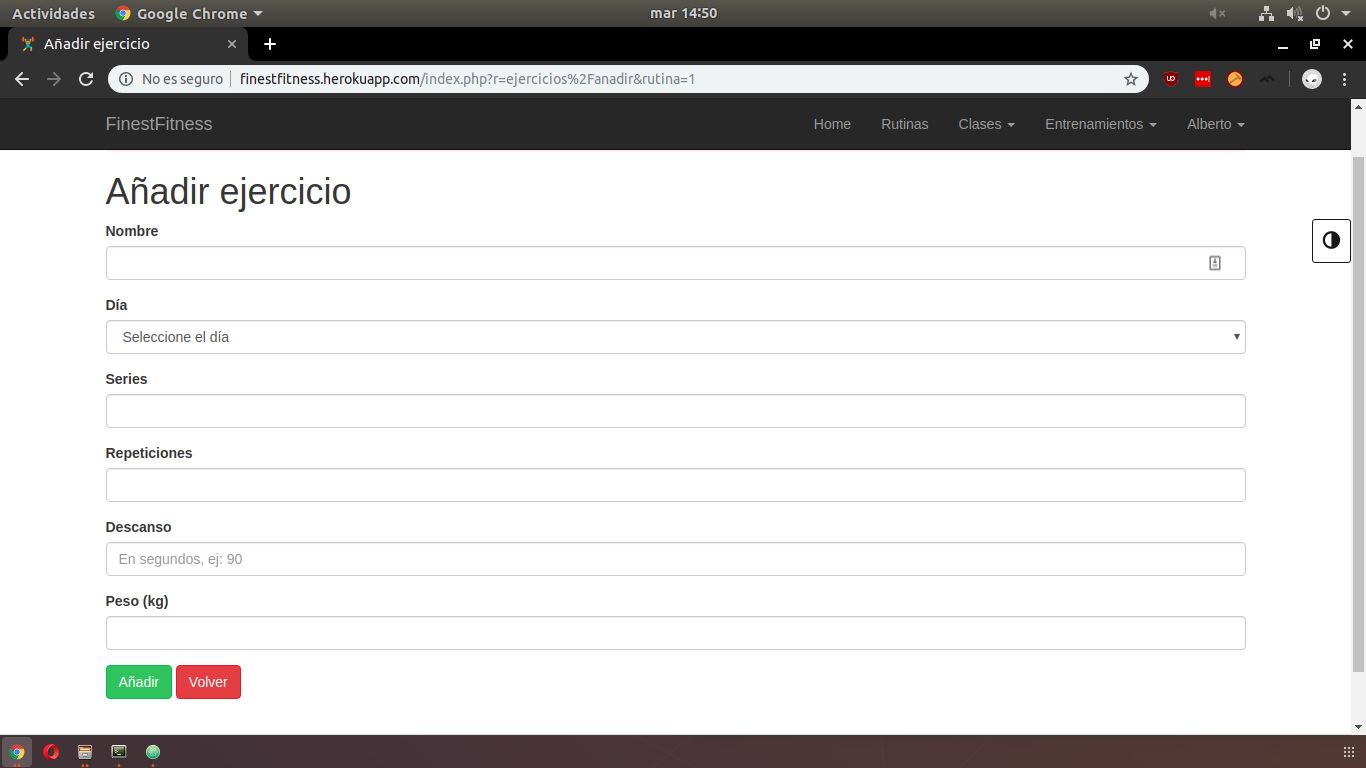 Actividades Google Chrome mar 14:50
Añadir ejercicio
No es seguro finestfitness.herokuapp.com/index.php?r=ejercicios%2Fanadir&rutina=1
FinestFitness Home Rutinas Clases Entrenamientos Alberto
Añadir ejercicio
Nombre
Día
Seleccione el día
Series
Repeticiones
Descanso
En segundos, ej: 90
Peso (kg)
Añadir Volver